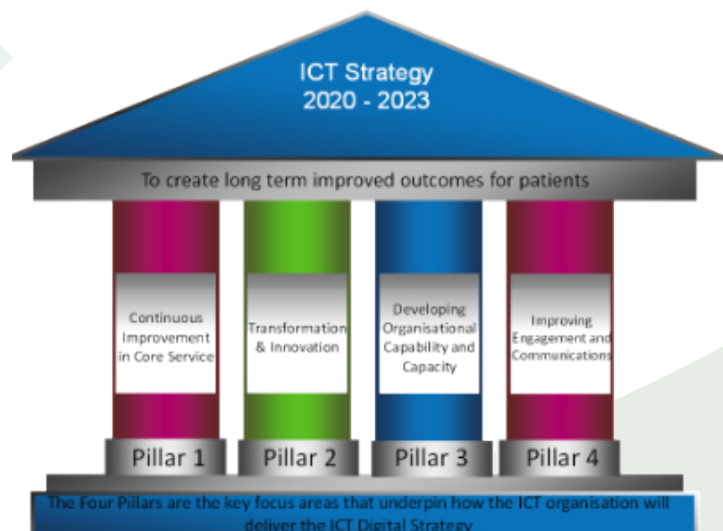 ICT Strategy
2020 - 2023
To create long term improved outcomes for patients
Continuous
Improvement
in Core Service
Transformation
& Innovation
Developing
Organisational
Capability and
Capacity
Improving
Engagement and
Communications
Pillar 1
Pillar 2
Pillar 3
Pillar 4
The Four Pillars are the key focus areas that underpin how the ICT organisation will
deliver the ICT Digital Strategy